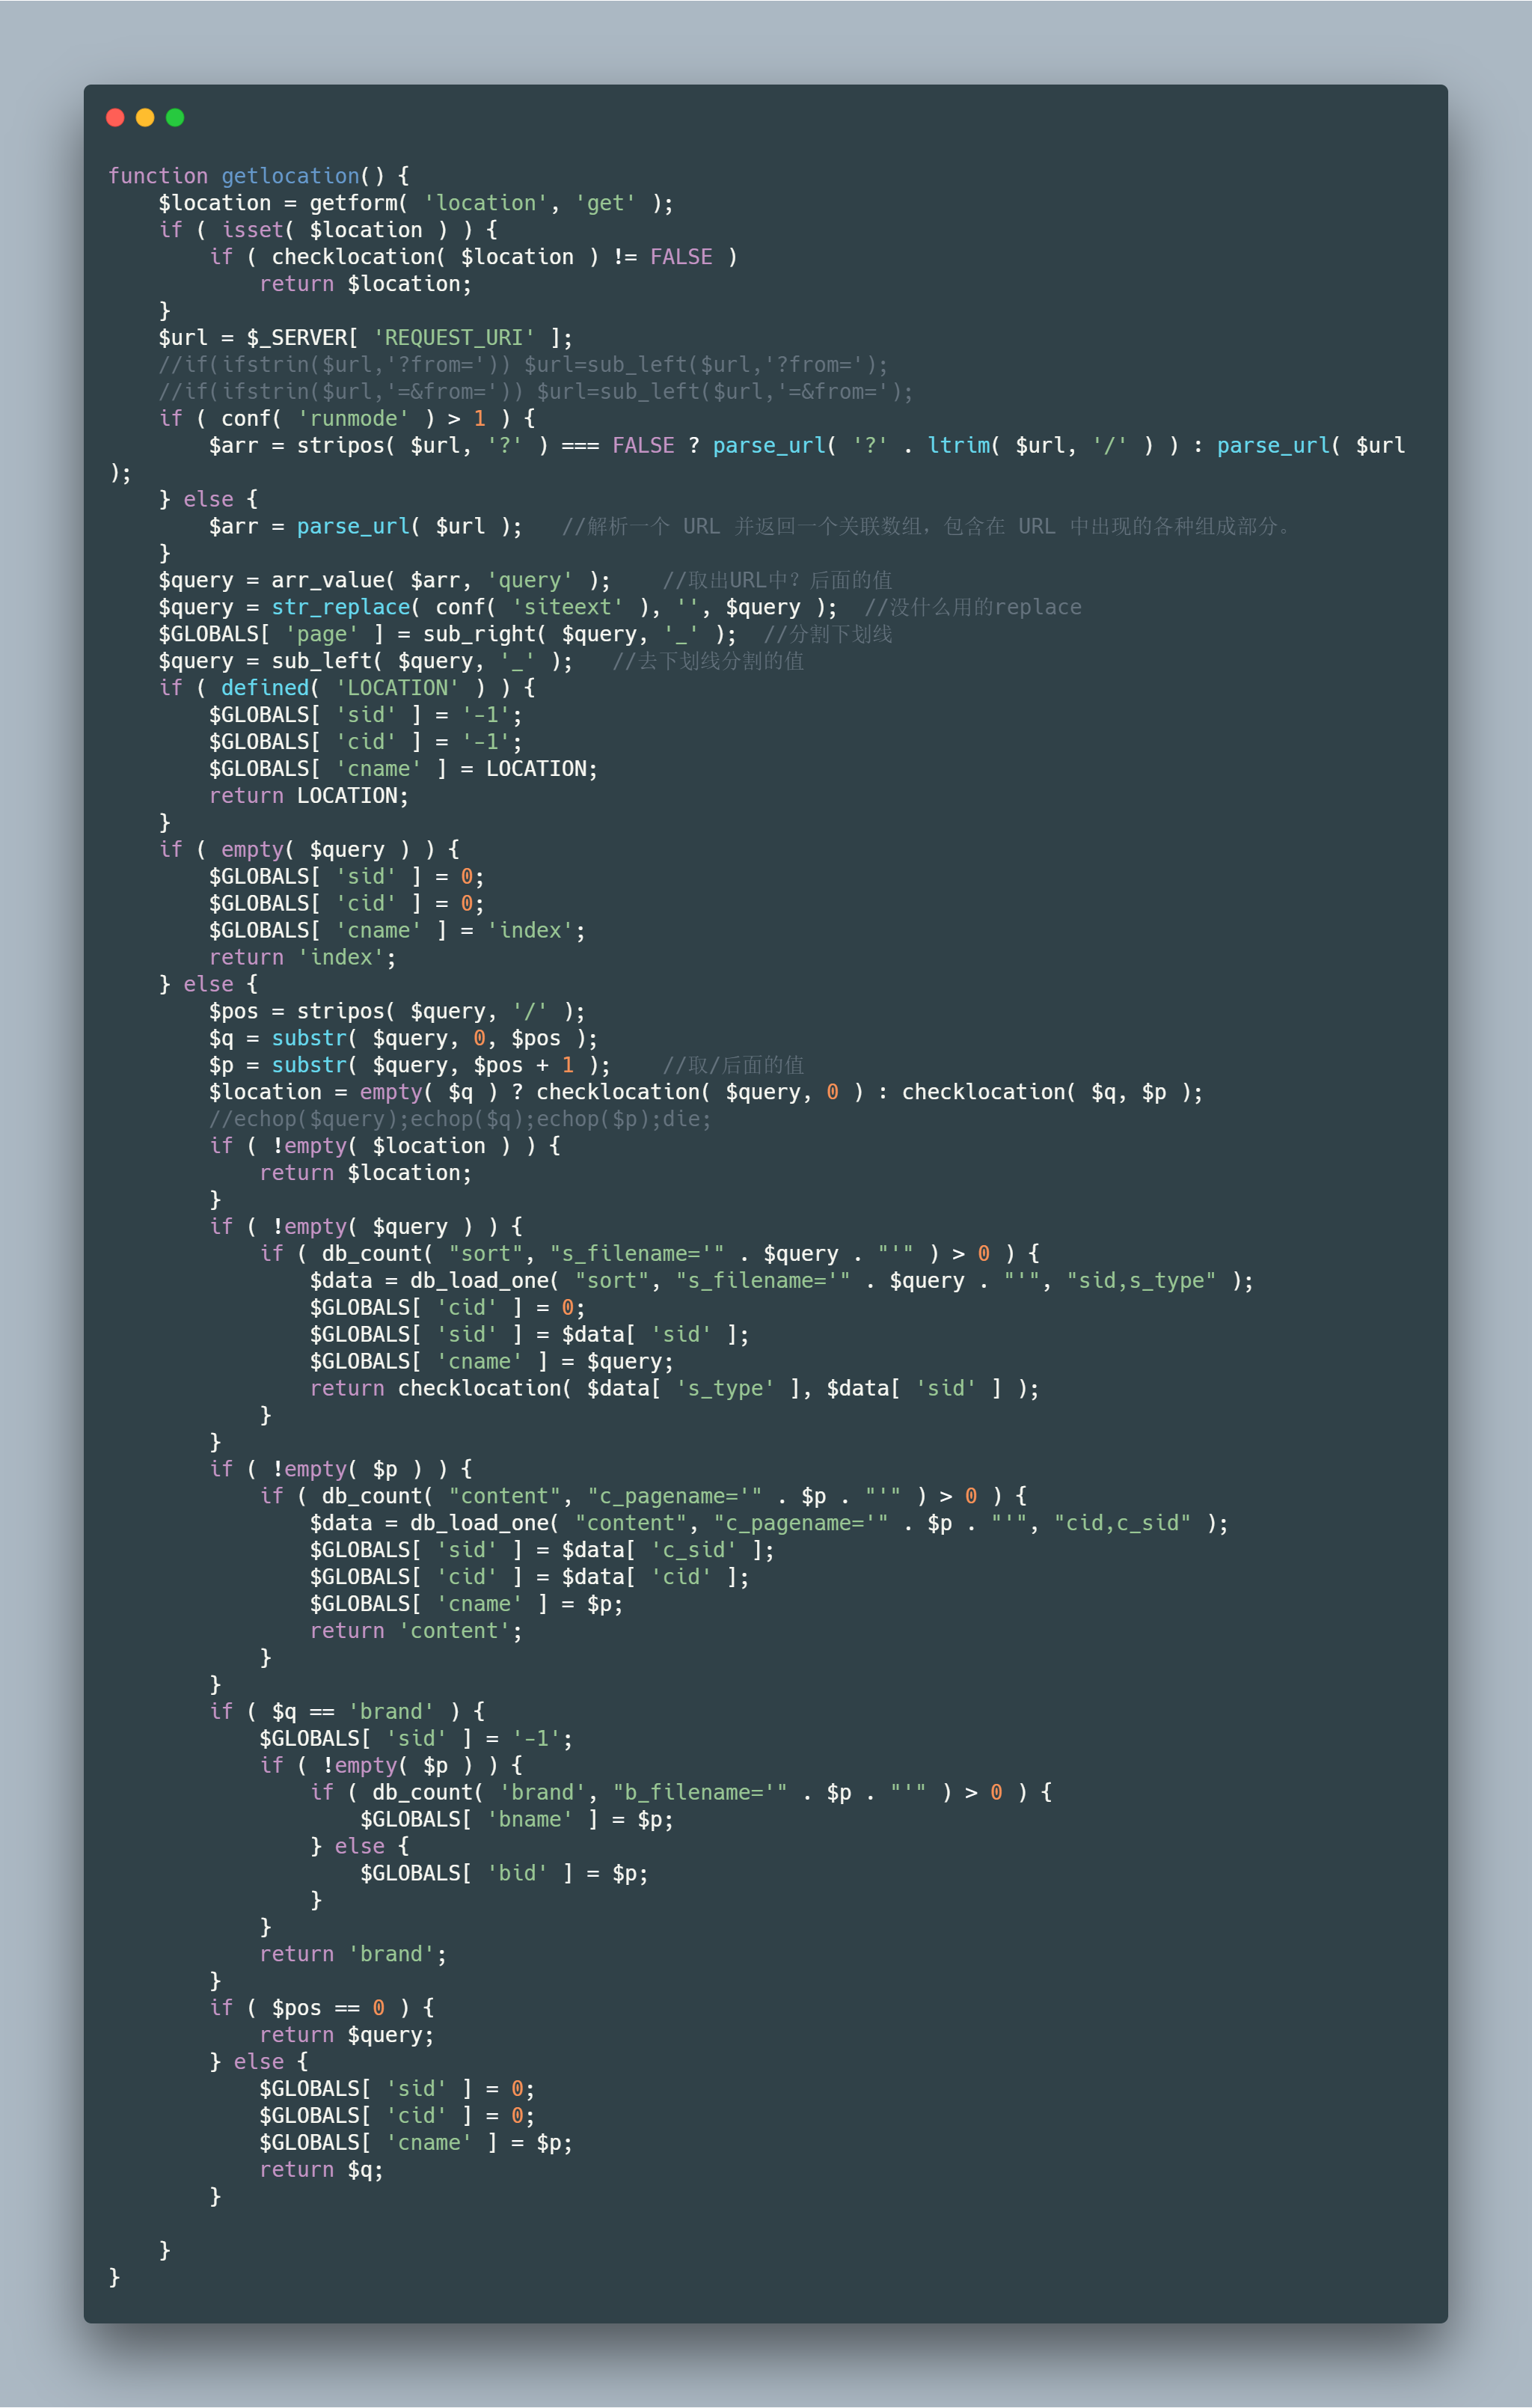 function getlocation() {
    $location = getform( 'location', 'get' );
    if ( isset( $location ) ) {
        if ( checklocation( $location ) != FALSE )
            return $location;
    }
    $url = $_SERVER[ 'REQUEST_URI' ];
    //if(ifstrin($url,'?from=')) $url=sub_left($url,'?from=');
    //if(ifstrin($url,'=&from=')) $url=sub_left($url,'=&from=');
    if ( conf( 'runmode' ) > 1 ) {
        $arr = stripos( $url, '?' ) === FALSE ? parse_url( '?' . ltrim( $url, '/' ) ) : parse_url( $url
);
    } else {
        $arr = parse_url( $url );   //解析一个 URL 并返回一个关联数组，包含在 URL 中出现的各种组成部分。
    }
    $query = arr_value( $arr, 'query' );    //取出URL中？后面的值
    $query = str_replace( conf( 'siteext' ), '', $query );  //没什么用的replace
    $GLOBALS[ 'page' ] = sub_right( $query, '_' );  //分割下划线
    $query = sub_left( $query, '_' );   //去下划线分割的值
    if ( defined( 'LOCATION' ) ) {
        $GLOBALS[ 'sid' ] = '-1';
        $GLOBALS[ 'cid' ] = '-1';
        $GLOBALS[ 'cname' ] = LOCATION;
        return LOCATION;
    }
    if ( empty( $query ) ) {
        $GLOBALS[ 'sid' ] = 0;
        $GLOBALS[ 'cid' ] = 0;
        $GLOBALS[ 'cname' ] = 'index';
        return 'index';
    } else {
        $pos = stripos( $query, '/' );
        $q = substr( $query, 0, $pos );
        $p = substr( $query, $pos + 1 );    //取/后面的值
        $location = empty( $q ) ? checklocation( $query, 0 ) : checklocation( $q, $p );
        //echop($query);echop($q);echop($p);die;
        if ( !empty( $location ) ) {
            return $location;
        }
        if ( !empty( $query ) ) {
            if ( db_count( "sort", "s_filename='" . $query . "'" ) > 0 ) {
                $data = db_load_one( "sort", "s_filename='" . $query . "'", "sid,s_type" );
                $GLOBALS[ 'cid' ] = 0;
                $GLOBALS[ 'sid' ] = $data[ 'sid' ];
                $GLOBALS[ 'cname' ] = $query;
                return checklocation( $data[ 's_type' ], $data[ 'sid' ] );
            }
        }
        if ( !empty( $p ) ) {
            if ( db_count( "content", "c_pagename='" . $p . "'" ) > 0 ) {
                $data = db_load_one( "content", "c_pagename='" . $p . "'", "cid,c_sid" );
                $GLOBALS[ 'sid' ] = $data[ 'c_sid' ];
                $GLOBALS[ 'cid' ] = $data[ 'cid' ];
                $GLOBALS[ 'cname' ] = $p;
                return 'content';
            }
        }
        if ( $q == 'brand' ) {
            $GLOBALS[ 'sid' ] = '-1';
            if ( !empty( $p ) ) {
                if ( db_count( 'brand', "b_filename='" . $p . "'" ) > 0 ) {
                    $GLOBALS[ 'bname' ] = $p;
                } else {
                    $GLOBALS[ 'bid' ] = $p;
                }
            }
            return 'brand';
        }
        if ( $pos == 0 ) {
            return $query;
        } else {
            $GLOBALS[ 'sid' ] = 0;
            $GLOBALS[ 'cid' ] = 0;
            $GLOBALS[ 'cname' ] = $p;
            return $q;
        }

    }
}